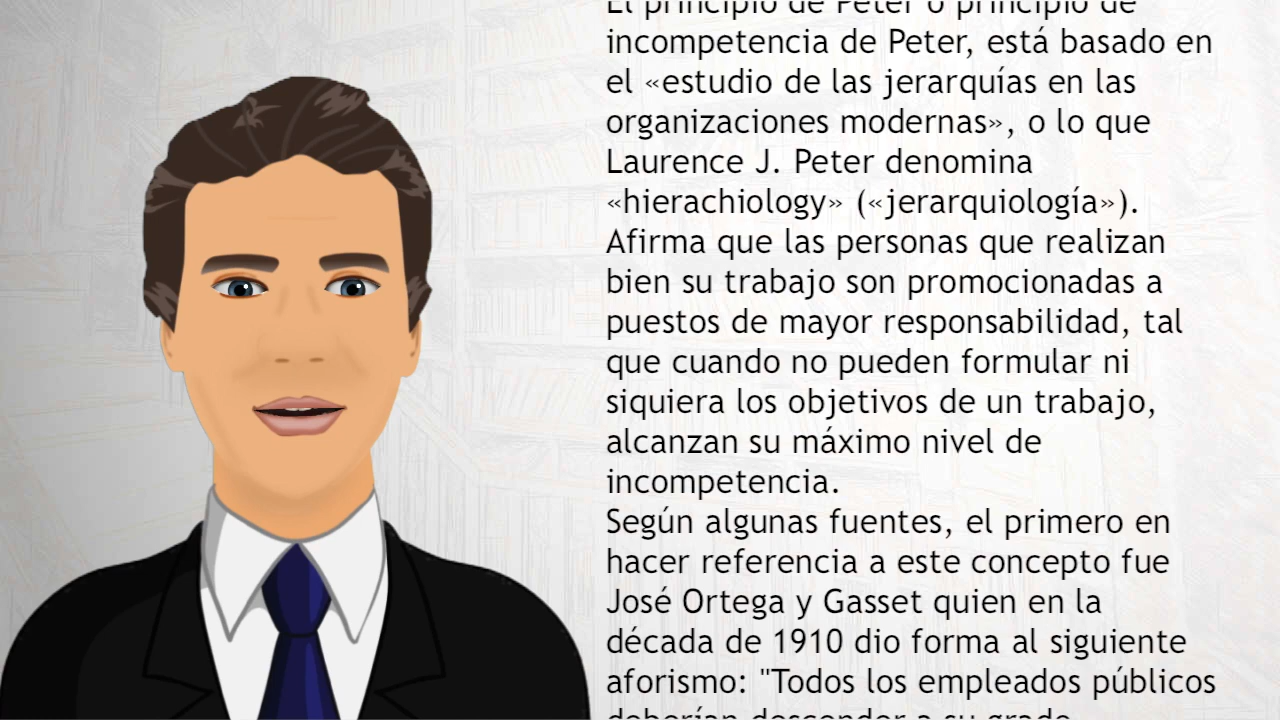 El principio de Peter o principio de
incompetencia de Peter, está basado en
el «estudio de las jerarquías en las
organizaciones modernas», o lo que
Laurence J. Peter denomina
«hierachiology» («jerarquiología»).
Afirma que las personas que realizan
bien su trabajo son promocionadas a
puestos de mayor responsabilidad, tal
que cuando no pueden formular ni
siquiera los objetivos de un trabajo,
alcanzan su máximo nivel de
incompetencia.
Según algunas fuentes, el primero en
hacer referencia a este concepto fue
José Ortega y Gasset quien en la
década de 1910 dio forma al siguiente
aforismo: "Todos los empleados públicos
deberían descender a su grado